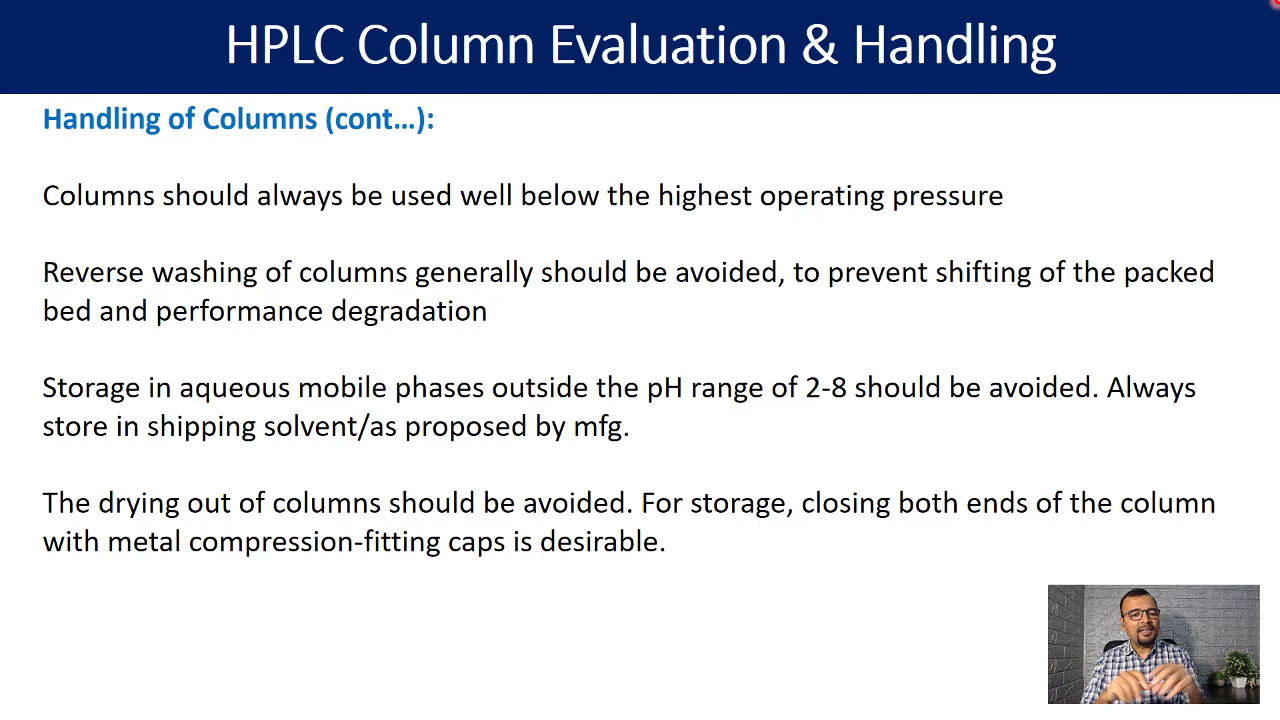 HPLC Column Evaluation & Handling
Handling of Columns (cont…):
Columns should always be used well below the highest operating pressure
Reverse washing of columns generally should be avoided, to prevent shifting of the packed
bed and performance degradation
Storage in aqueous mobile phases outside the pH range of 2-8 should be avoided. Always
store in shipping solvent/as proposed by mfg.
The drying out of columns should be avoided. For storage, closing both ends of the column
with metal compression-fitting caps is desirable.